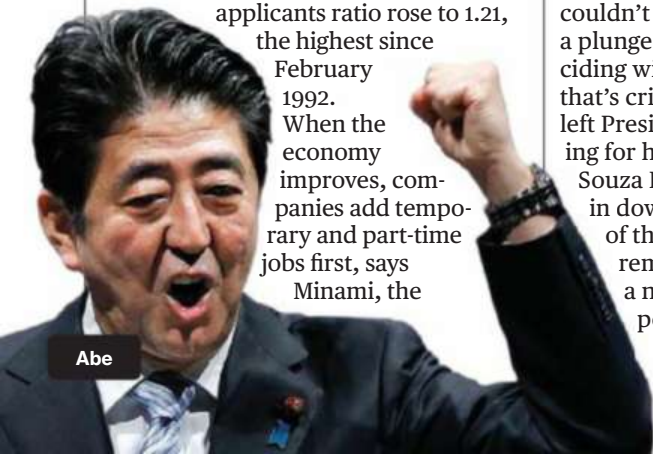 applicants ratio rose to 1.21,
the highest since
February
1992.
When the
economy
improves, com-
panies add tempo-
rary and part-time
jobs first, says
Minami, the
couldn't
a plunge
ciding wi
that's cri
left Presi
ing for h
Souza
in dov
of th
rem
a n
Abe